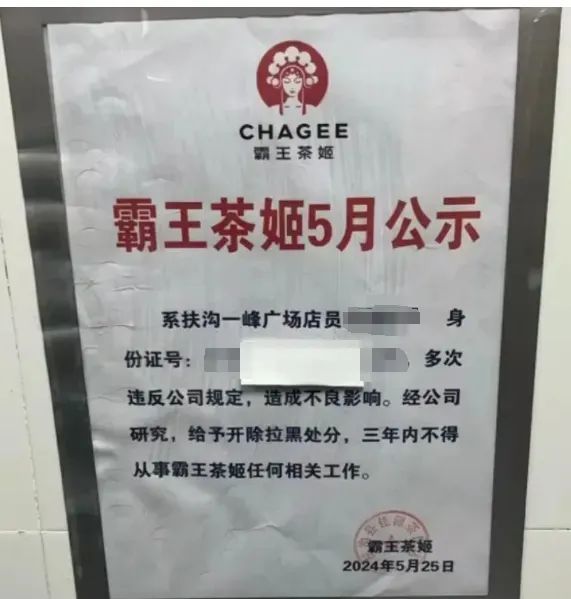 CHAGEE
霸王茶姬
霸王茶姬5月公示
系扶沟一峰广场店员 身
份证号： ，多次
违反公司规定，造成不良影响。经公司
研究，给予开除拉黑处分，三年内不得
从事霸王茶姬任何相关工作。
霸王茶姬
2024年5月25日